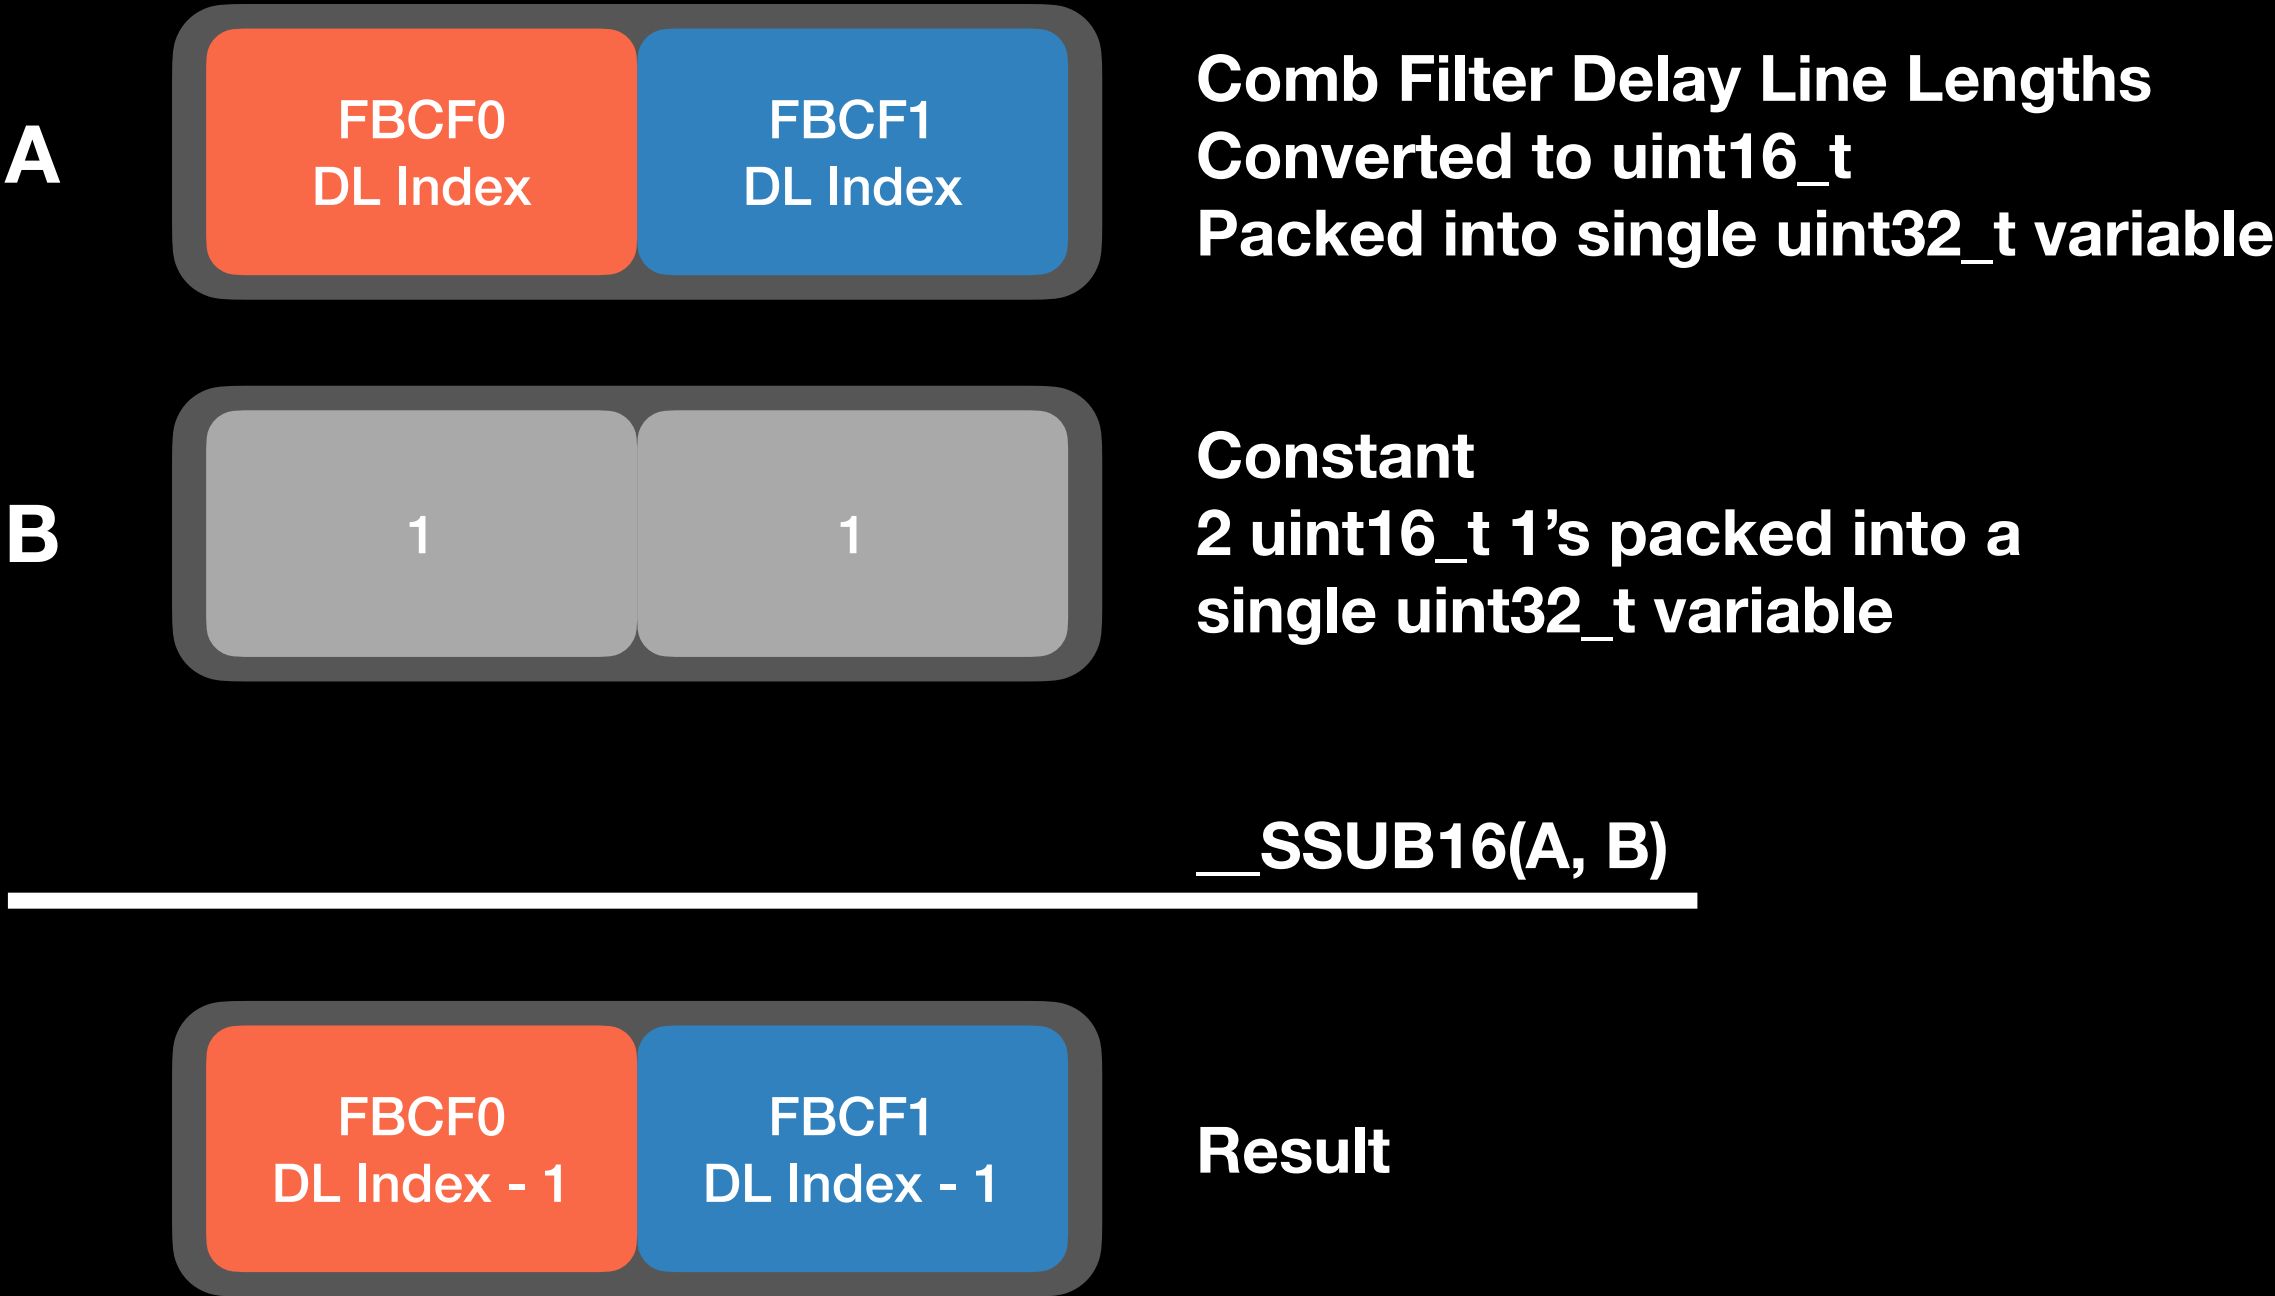 A
FBCF0
DL Index
FBCF1
DL Index
Comb Filter Delay Line Lengths
Converted to uint16_t
Packed into single uint32_t variable
B
1
1
Constant
2 uint16_t 1’s packed into a
single uint32_t variable
__SSUB16(A, B)
FBCF0
DL Index - 1
FBCF1
DL Index - 1
Result